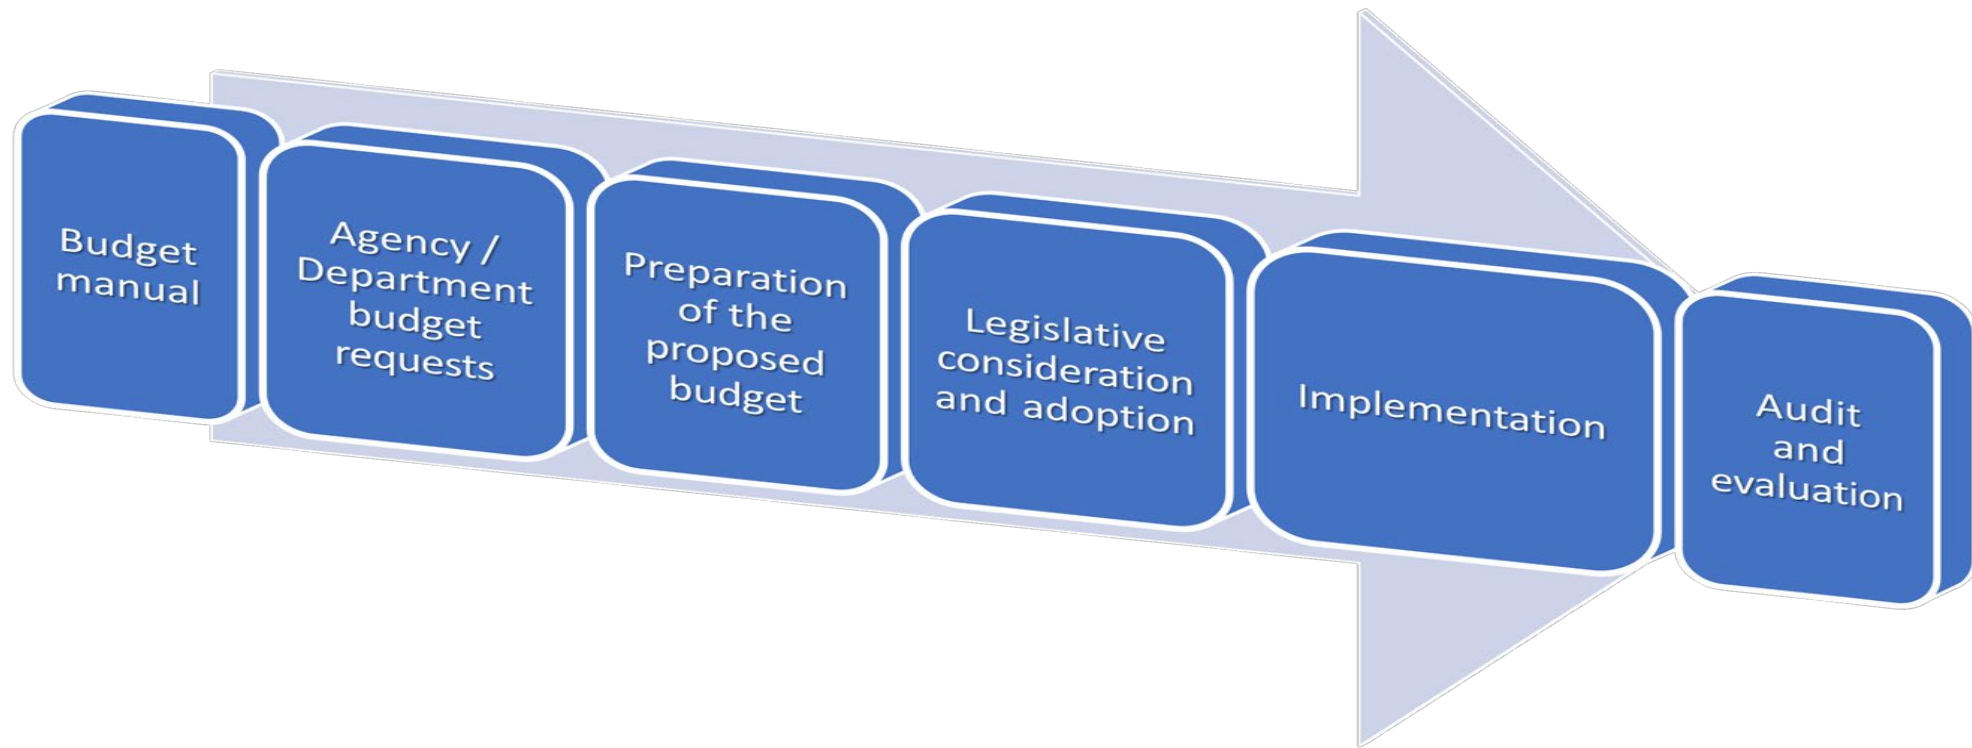 Budget
manual
Agency /
Department
budget
requests
Preparation
of the
proposed
budget
Legislative
consideration
and adoption
Implementation
Audit
and
evaluation